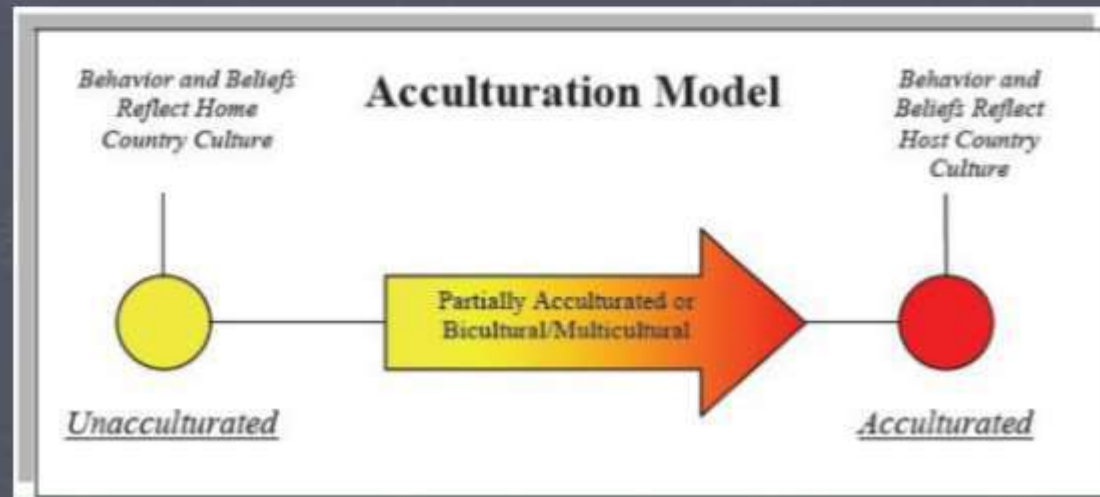 Behavior and Beliefs
Reflect Home
Country Culture
Acculturation Model
Behavior and
Beliefs Reflect
Host Country
Culture
Partially Acculturated or
Bicultural/Multicultural
Unacculturated
Acculturated